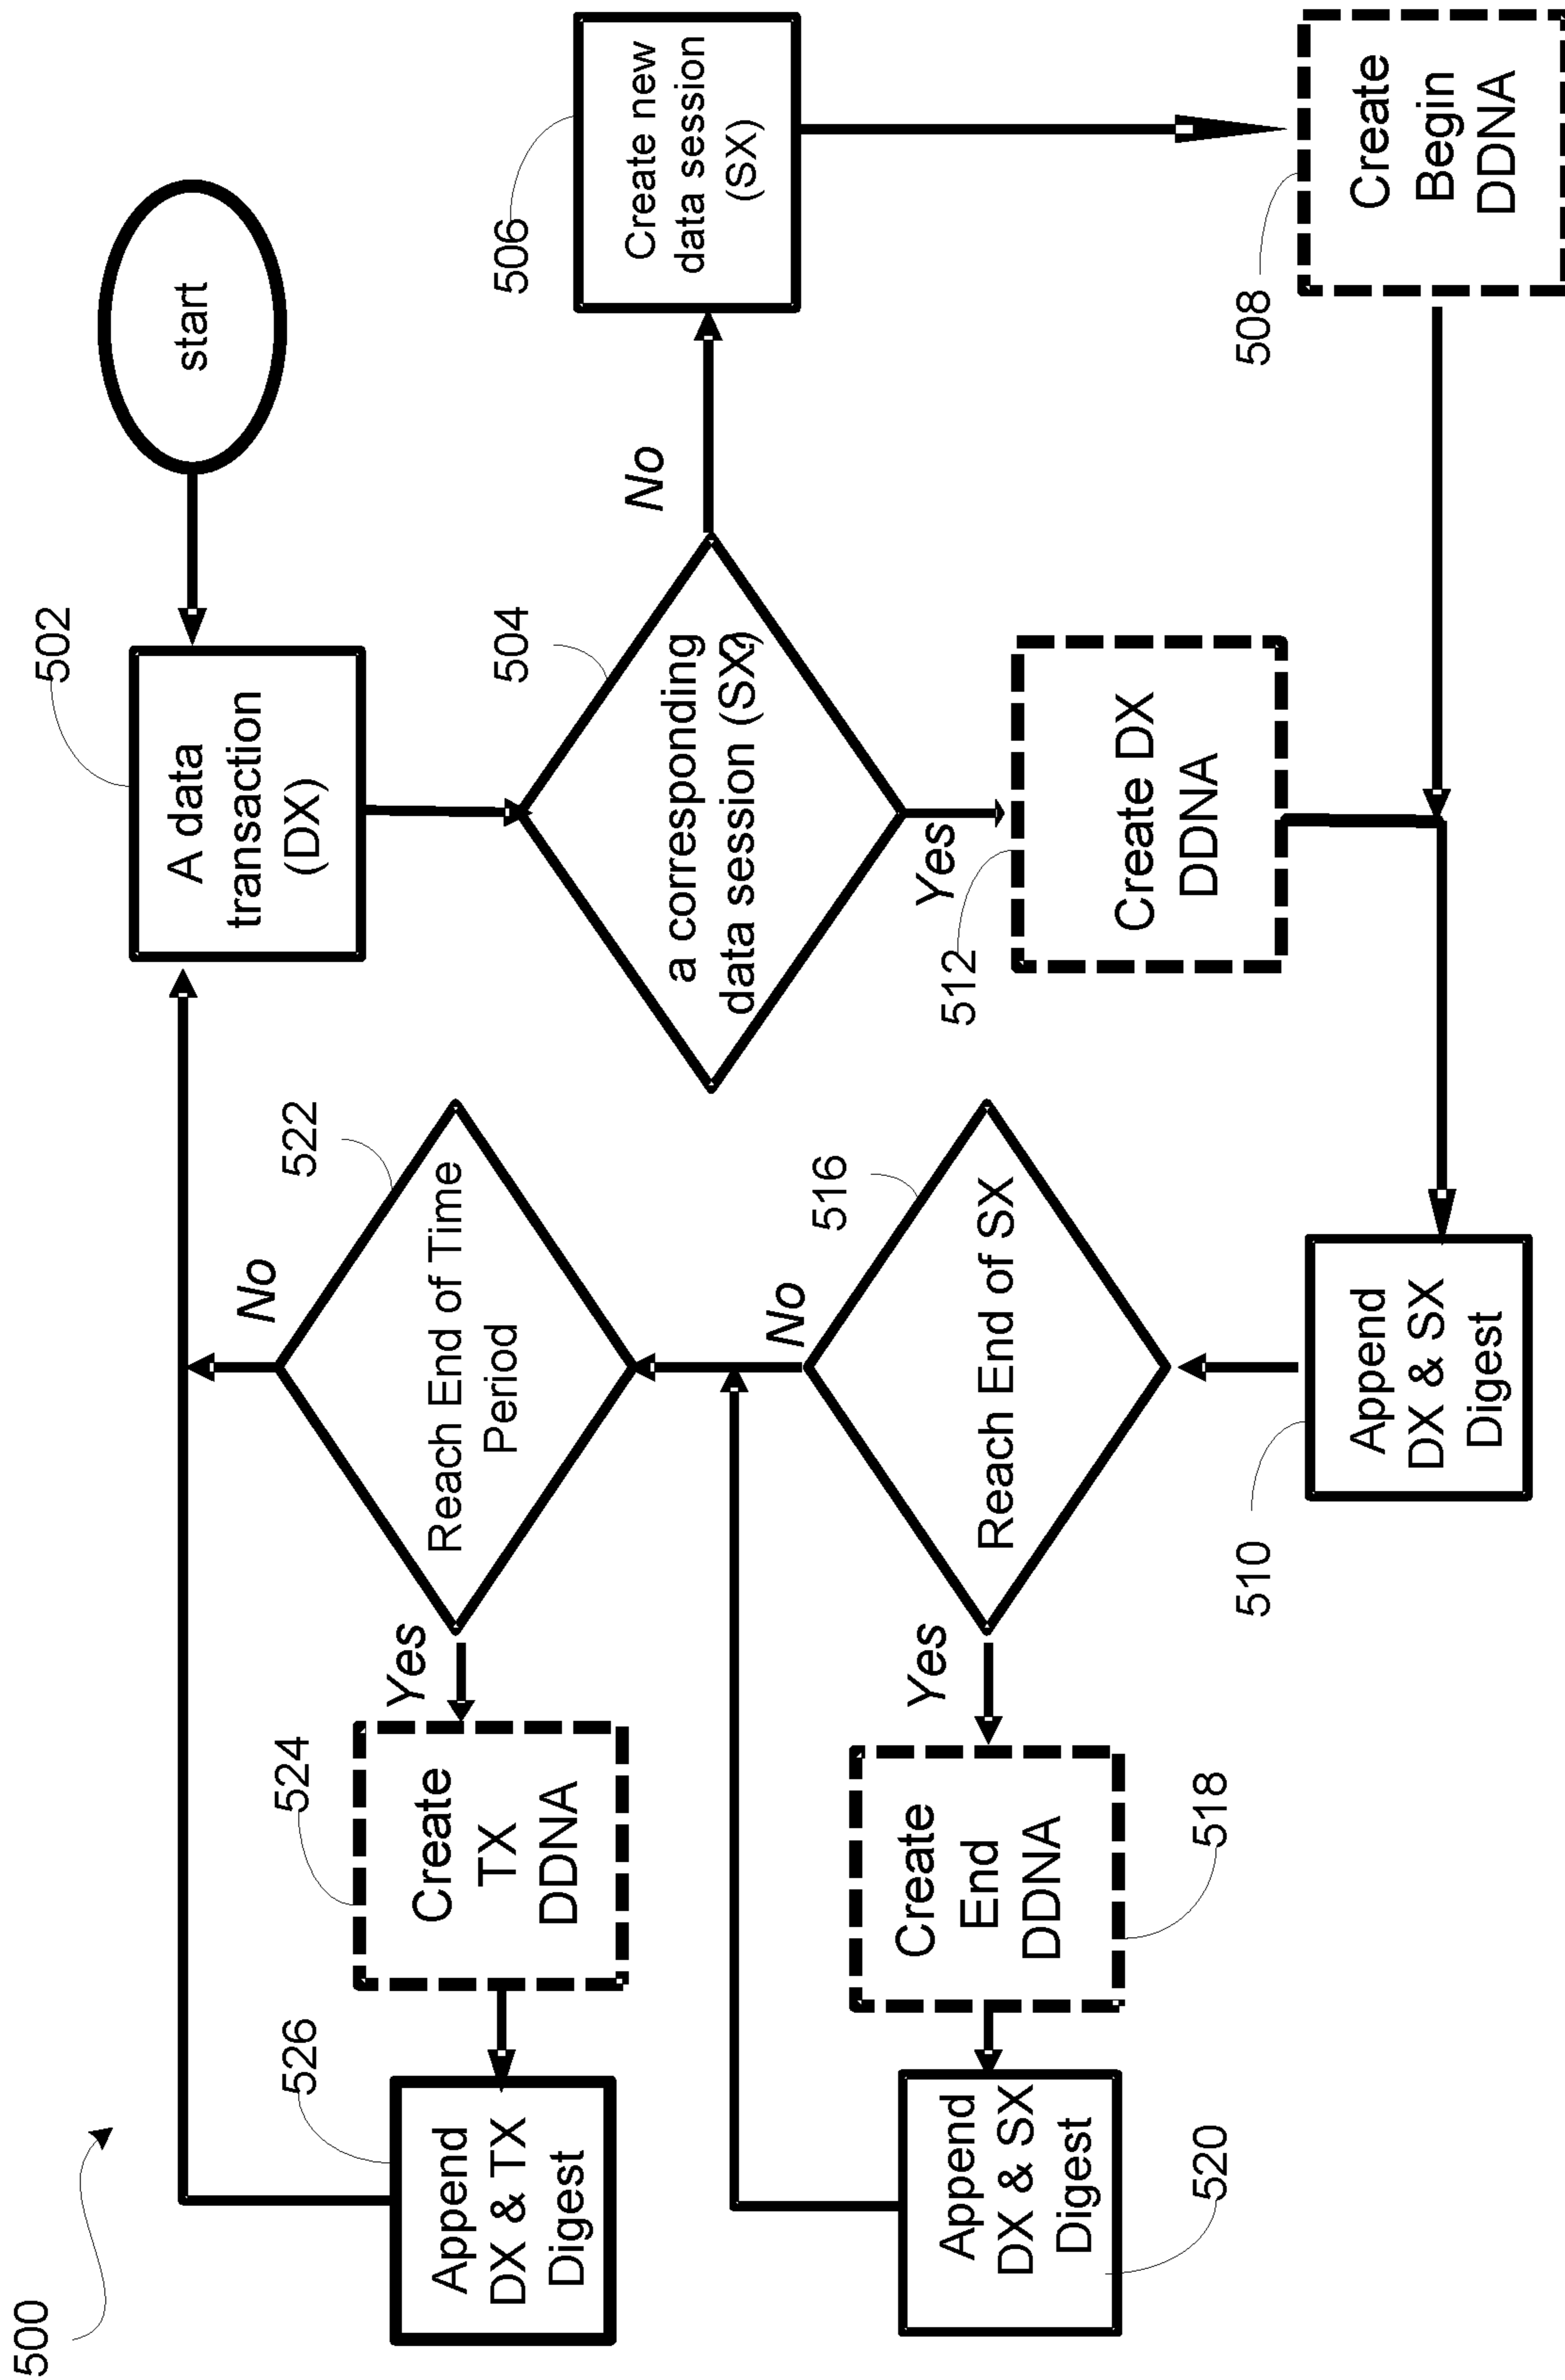 500
start
502
A data
transaction
(DX)
504
a corresponding
data session (SX?)
No
506
Create new
data session
(SX)
508
Create
Begin
DDNA
Yes
512
Create DX
DDNA
510
Append
DX & SX
Digest
516
Reach End of SX
Yes
518
Create
End
DDNA
520
Append
DX & SX
Digest
No
522
Reach End of Time
Period
No
Yes
524
Create
TX
DDNA
526
Append
DX & TX
Digest